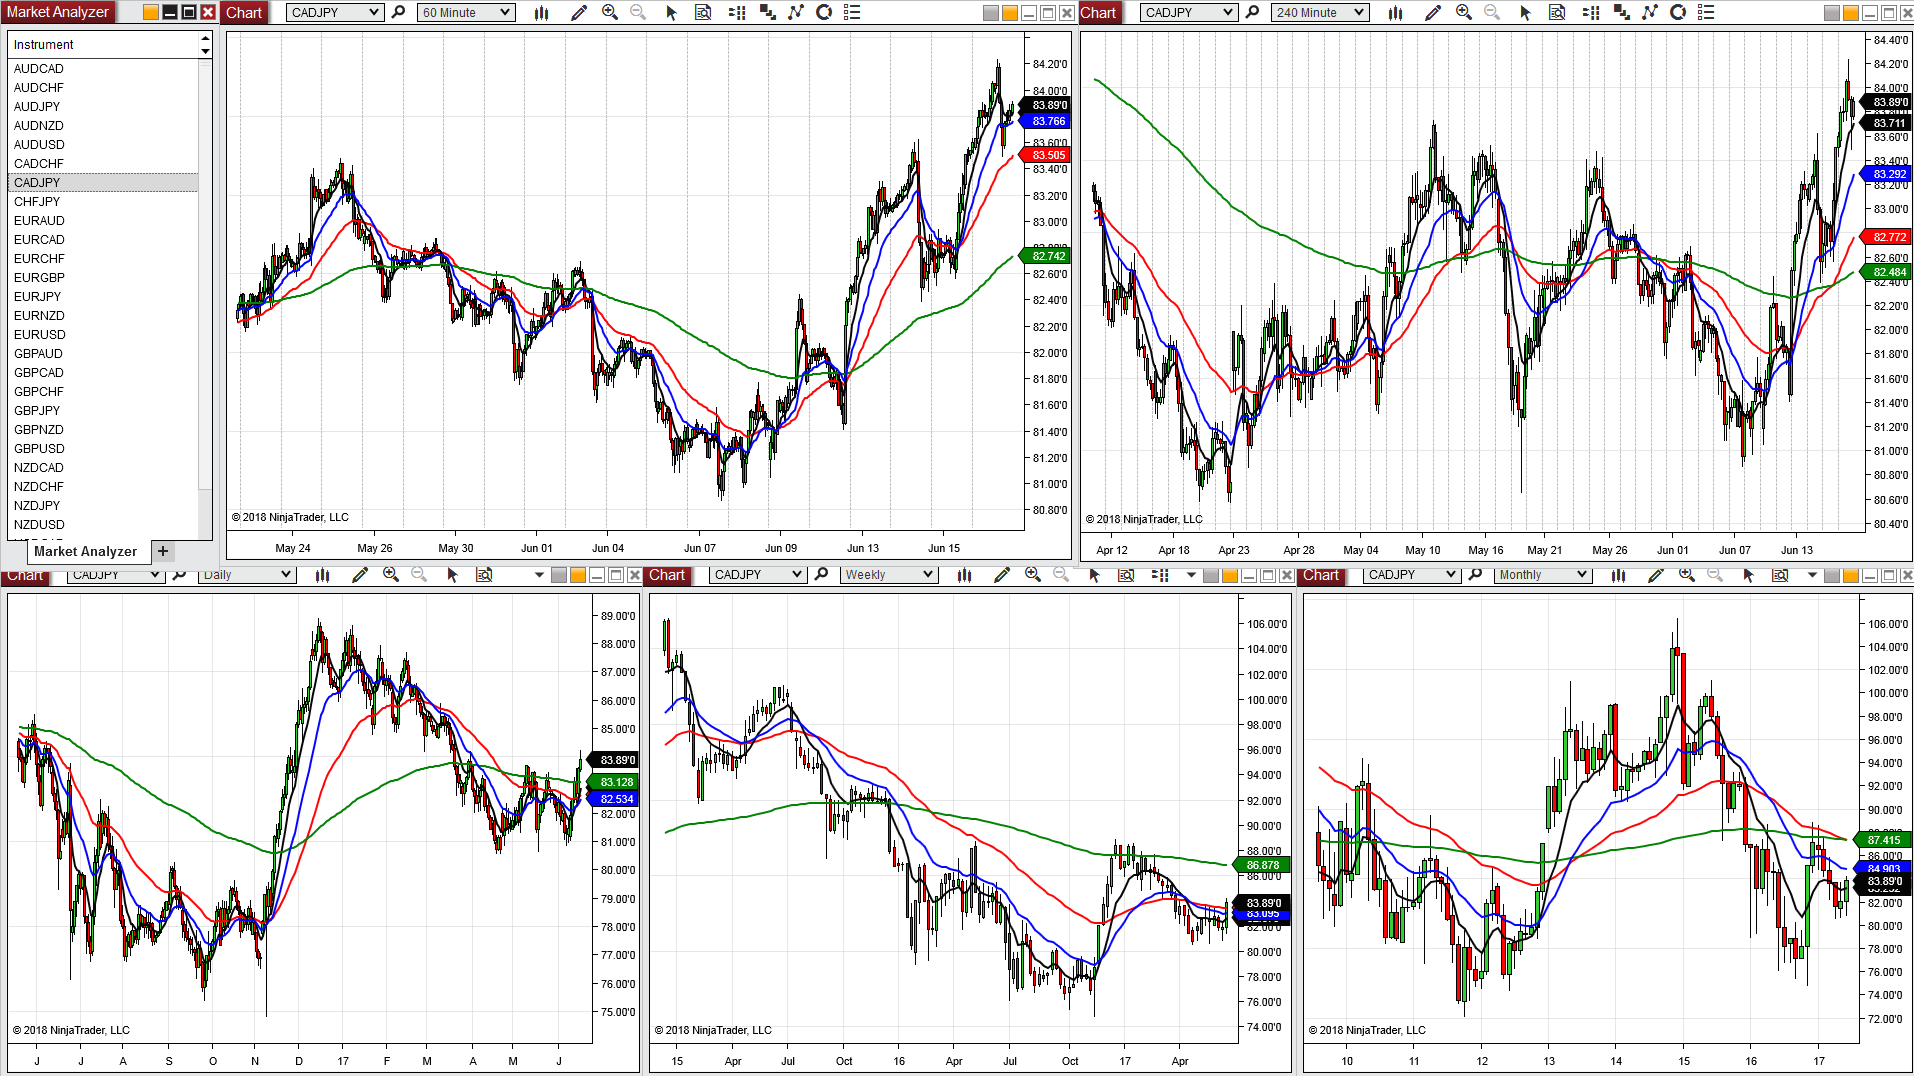 Market Analyzer
Instrument
AUDCAD
AUDCHF
AUDJPY
AUDNZD
AUDUSD
CADCHF
CADJPY
CHFJPY
EURAUD
EURCAD
EURCHF
EURGBP
EURJPY
EURNZD
EURUSD
GBPAUD
GBPCAD
GBPCHF
GBPJPY
GBPNZD
GBPUSD
NZDCAD
NZDCHF
NZDJPY
NZDUSD
Market Analyzer +
Chart CADJPY 60 Minute
84.20'0
84.00'0
83.89'0
83.766
83.60'0
83.505
83.20'0
83.00'0
82.742
82.60'0
82.40'0
82.20'0
82.00'0
81.80'0
81.60'0
81.40'0
81.20'0
81.00'0
80.80'0
© 2018 NinjaTrader, LLC
May 24 May 26 May 30 Jun 01 Jun 04 Jun 07 Jun 09 Jun 13 Jun 15
Chart CADJPY 240 Minute
84.40'0
84.20'0
84.00'0
83.89'0
83.711
83.60'0
83.40'0
83.292
83.20'0
83.00'0
82.772
82.60'0
82.484
82.20'0
82.00'0
81.80'0
81.60'0
81.40'0
81.20'0
81.00'0
80.80'0
80.60'0
80.40'0
© 2018 NinjaTrader, LLC
Apr 12 Apr 18 Apr 23 Apr 28 May 04 May 10 May 16 May 21 May 26 Jun 01 Jun 07 Jun 13
Chart CADJPY Daily
89.00'0
88.00'0
87.00'0
86.00'0
85.00'0
83.89'0
83.128
82.534
82.00'0
81.00'0
80.00'0
79.00'0
78.00'0
77.00'0
76.00'0
75.00'0
© 2018 NinjaTrader, LLC
J J A S O N D 17 F M A M J
Chart CADJPY Weekly
106.00'0
104.00'0
102.00'0
100.00'0
98.00'0
96.00'0
94.00'0
92.00'0
90.00'0
88.00'0
86.878
86.00'0
83.89'0
83.095
82.00'0
80.00'0
78.00'0
76.00'0
74.00'0
© 2018 NinjaTrader, LLC
15 Apr Jul Oct 16 Apr Jul Oct 17 Apr
Chart CADJPY Monthly
106.00'0
104.00'0
102.00'0
100.00'0
98.00'0
96.00'0
94.00'0
92.00'0
90.00'0
87.415
86.00'0
84.903
83.89'0
82.00'0
80.00'0
78.00'0
76.00'0
74.00'0
72.00'0
© 2018 NinjaTrader, LLC
10 11 12 13 14 15 16 17